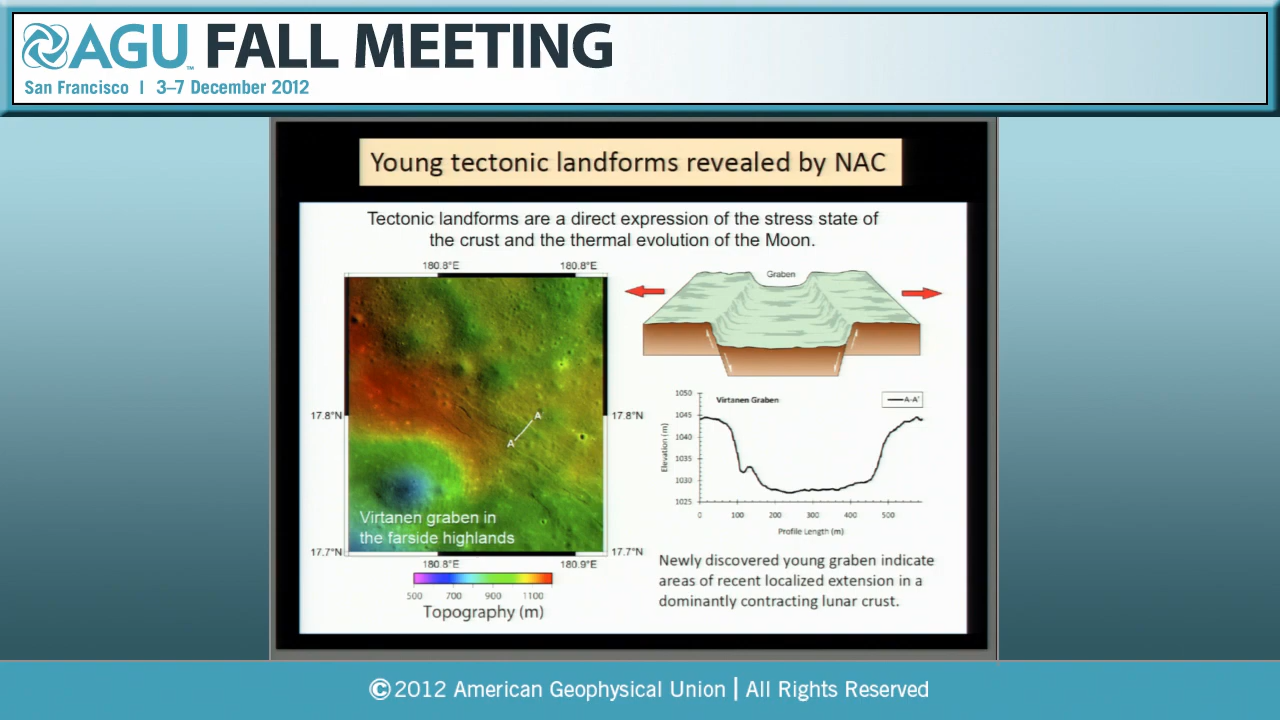 AGU™ FALL MEETING
San Francisco | 3–7 December 2012
Young tectonic landforms revealed by NAC
Tectonic landforms are a direct expression of the stress state of
the crust and the thermal evolution of the Moon.
180.8°E 180.8°E
17.8°N 17.8°N
A'
A
Virtanen graben in
the farside highlands
17.7°N 17.7°N
180.8°E 180.9°E
500 700 900 1100
Topography (m)
Graben
Virtanen Graben
A-A'
Elevation (m)
1050
1045
1040
1035
1030
1025
0 100 200 300 400 500
Profile Length (m)
Newly discovered young graben indicate
areas of recent localized extension in a
dominantly contracting lunar crust.
©2012 American Geophysical Union | All Rights Reserved